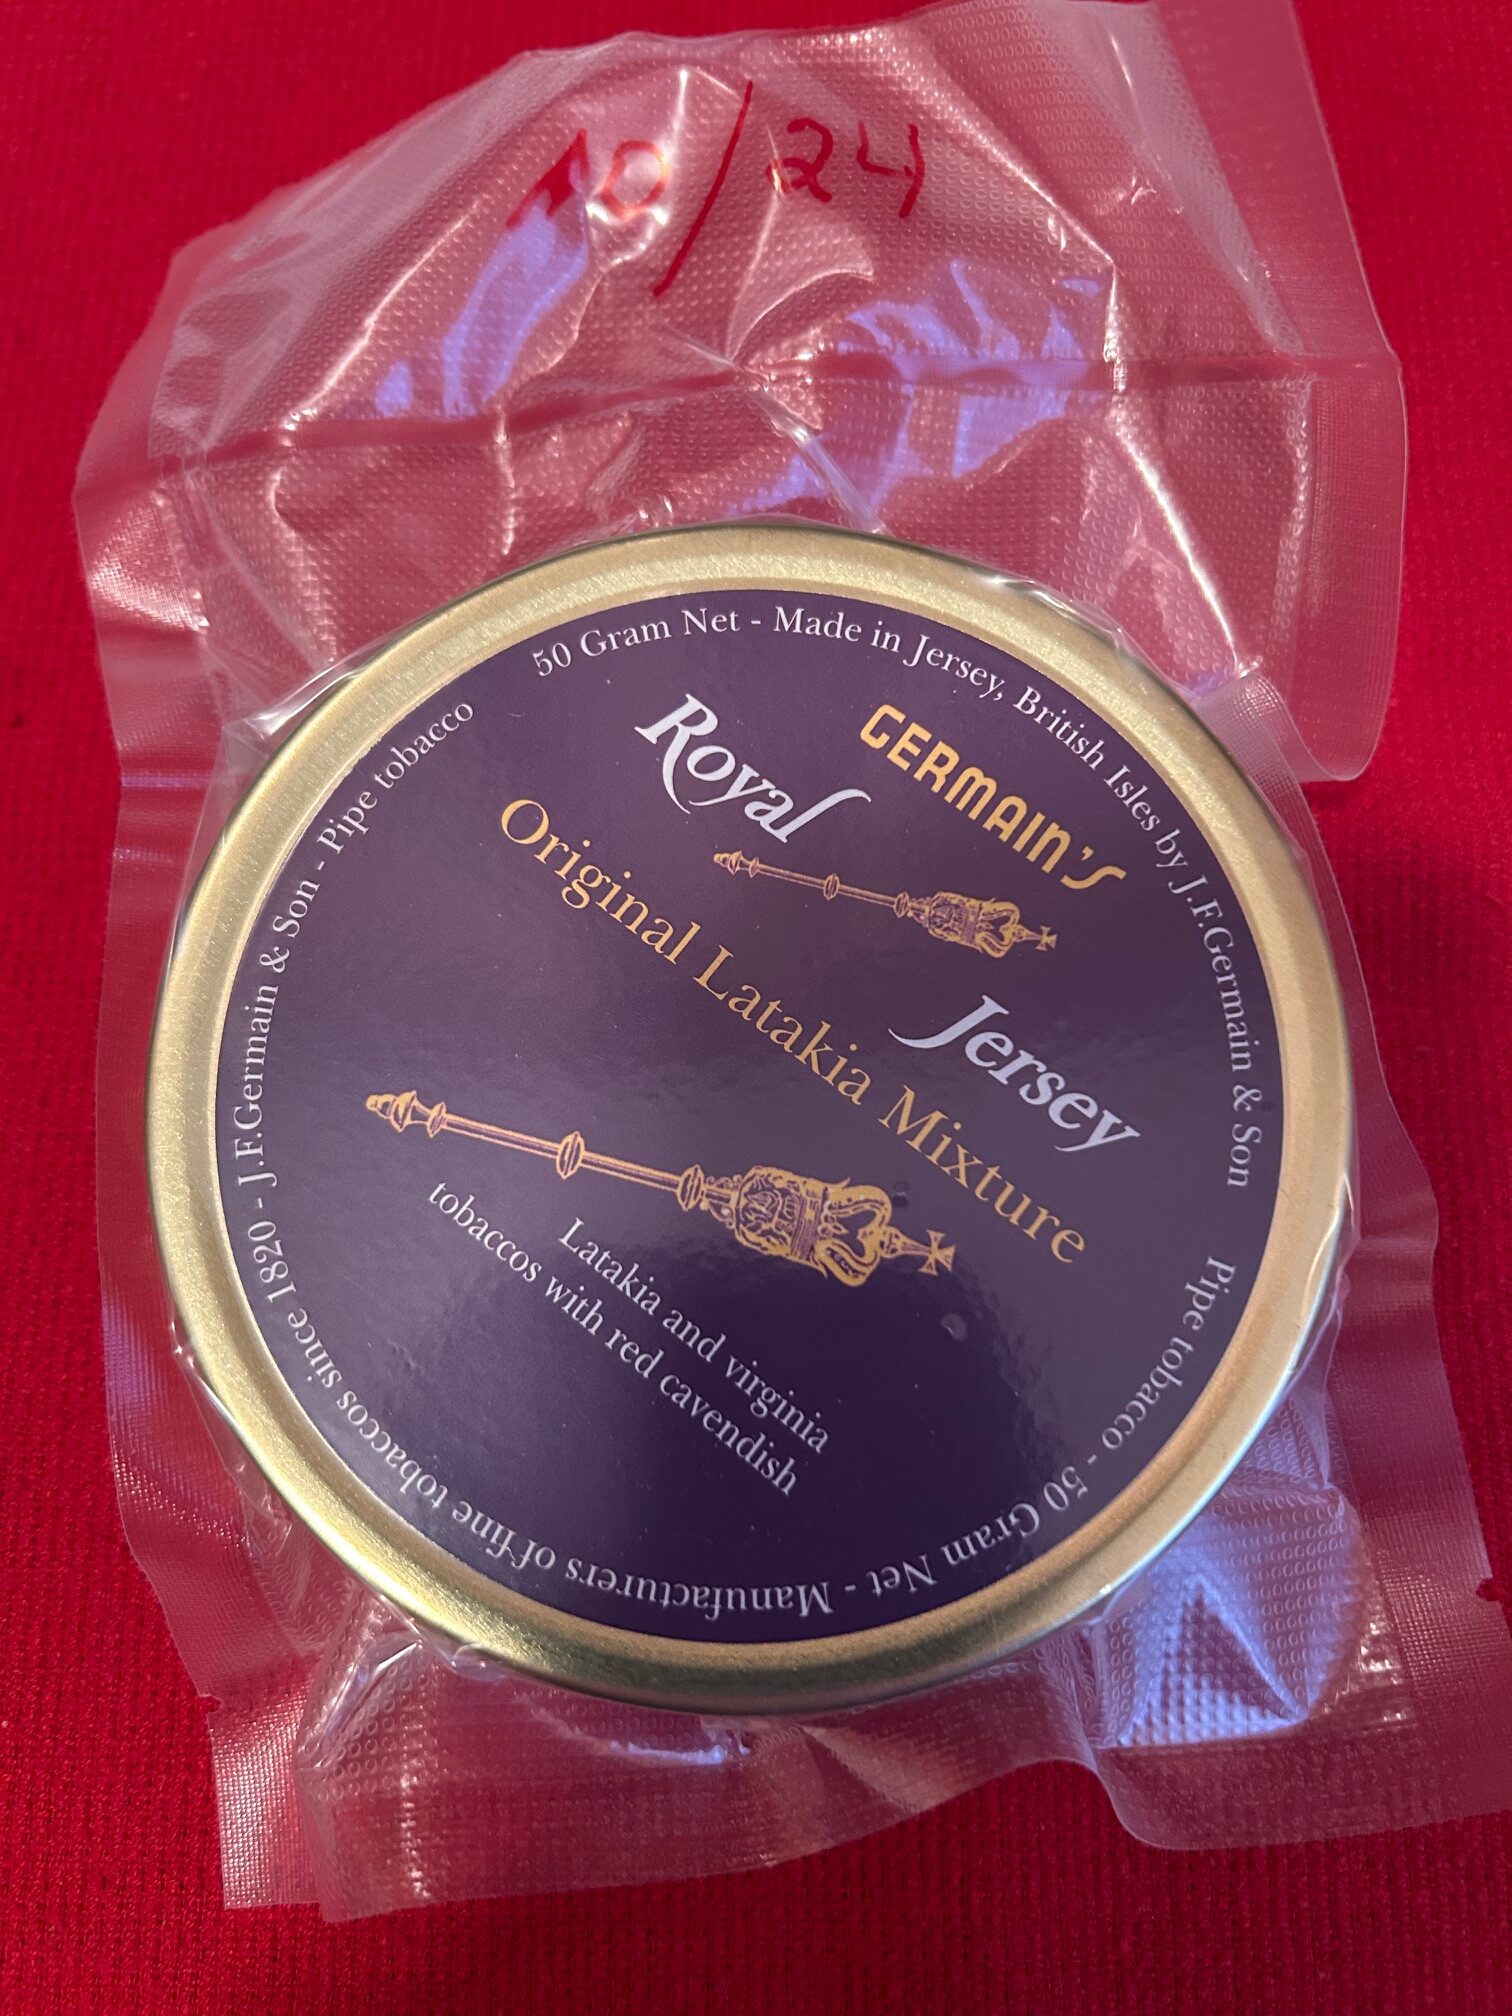 10/24
50 Gram Net - Made in Jersey, British Isles by J.F.Germain & Son
Pipe tobacco - 50 Gram Net - Manufacturers of fine tobaccos since 1820 - J.F.Germain & Son - Pipe tobacco
GERMAIN'S
Royal
Jersey
Original Latakia Mixture
Latakia and virginia
tobaccos with red cavendish